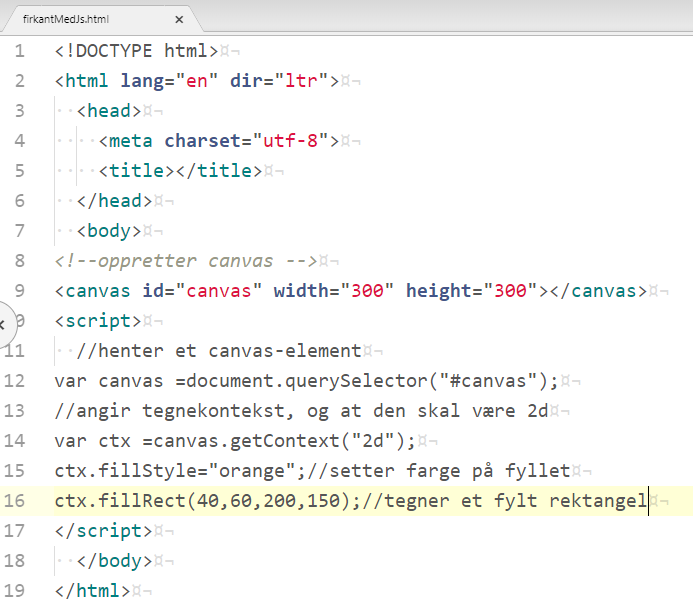 firkantMedJs.html ×
1 <!DOCTYPE html>¤¬
2 <html lang="en" dir="ltr">¤¬
3 ··<head>¤¬
4 ····<meta charset="utf-8">¤¬
5 ····<title></title>¤¬
6 ··</head>¤¬
7 ··<body>¤¬
8 <!--oppretter canvas -->¤¬
9 <canvas id="canvas" width="300" height="300"></canvas>¤¬
0 <script>¤¬
11 ··//henter et canvas-element¤¬
12 var canvas =document.querySelector("#canvas");¤¬
13 //angir tegnekontekst, og at den skal være 2d¤¬
14 var ctx =canvas.getContext("2d");¤¬
15 ctx.fillStyle="orange";//setter farge på fyllet¤¬
16 ctx.fillRect(40,60,200,150);//tegner et fylt rektangel¤¬
17 </script>¤¬
18 ··</body>¤¬
19 </html>¤¬